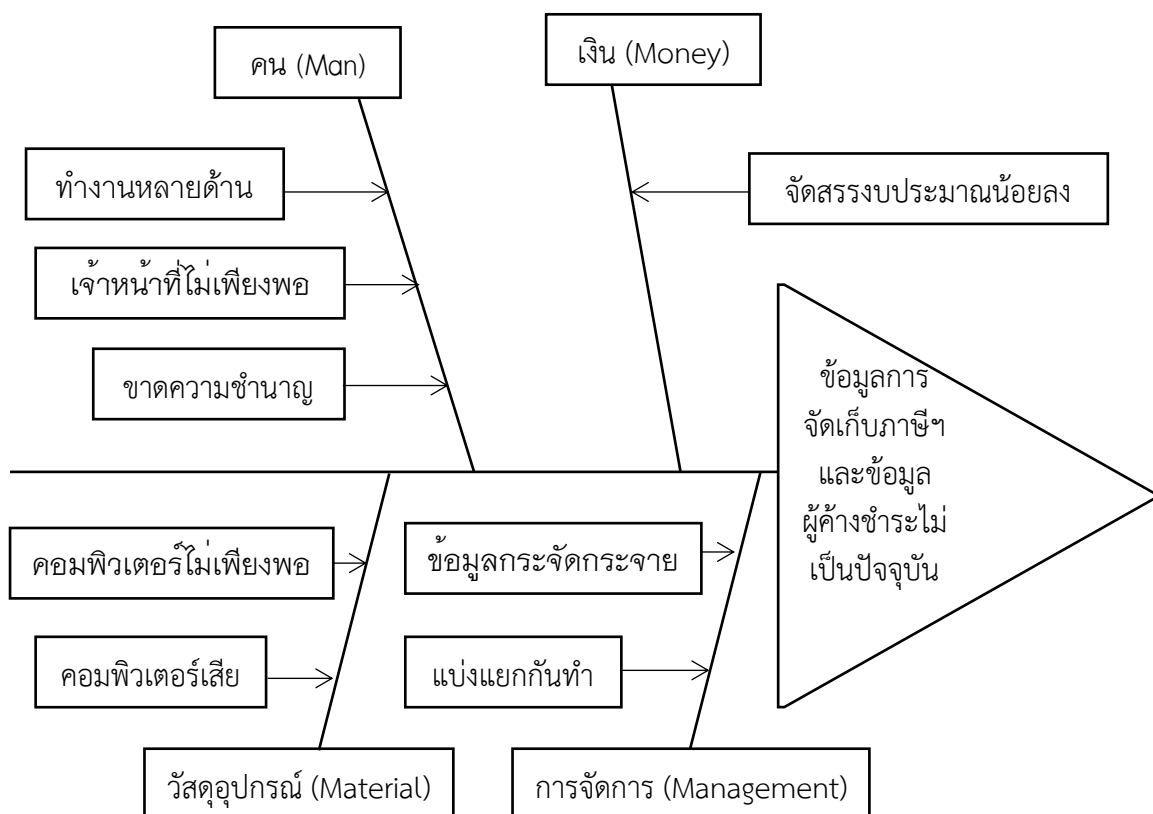 คน (Man)
เงิน (Money)
ทำงานหลายด้าน
จัดสรรงบประมาณน้อยลง
เจ้าหน้าที่ไม่เพียงพอ
ขาดความชำนาญ
ข้อมูลการ
จัดเก็บภาษีฯ
และข้อมูล
ผู้ค้างชำระไม่
เป็นปัจจุบัน
คอมพิวเตอร์ไม่เพียงพอ
ข้อมูลกระจัดกระจาย
คอมพิวเตอร์เสีย
แบ่งแยกกันทำ
วัสดุอุปกรณ์ (Material)
การจัดการ (Management)